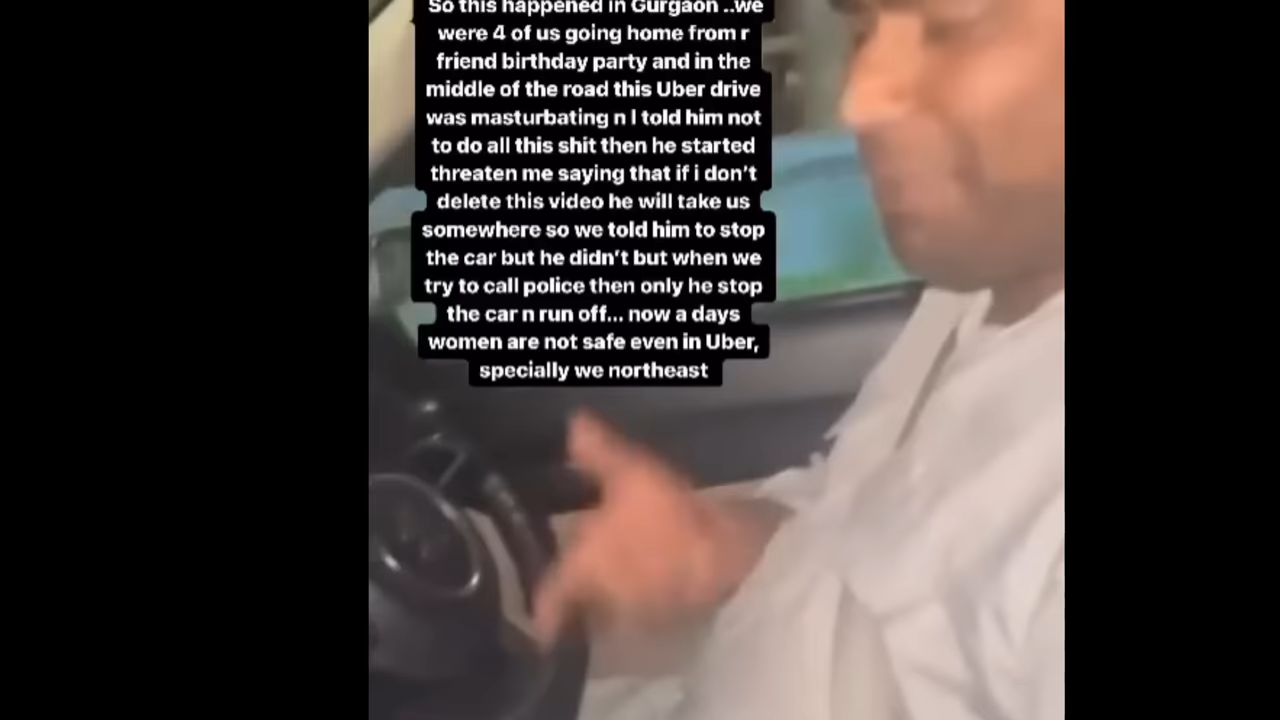 So this happened in Gurgaon ..we
were 4 of us going home from r
friend birthday party and in the
middle of the road this Uber drive
was masturbating n I told him not
to do all this shit then he started
threaten me saying that if i don't
delete this video he will take us
somewhere so we told him to stop
the car but he didn't but when we
try to call police then only he stop
the car n run off... now a days
women are not safe even in Uber,
specially we northeast